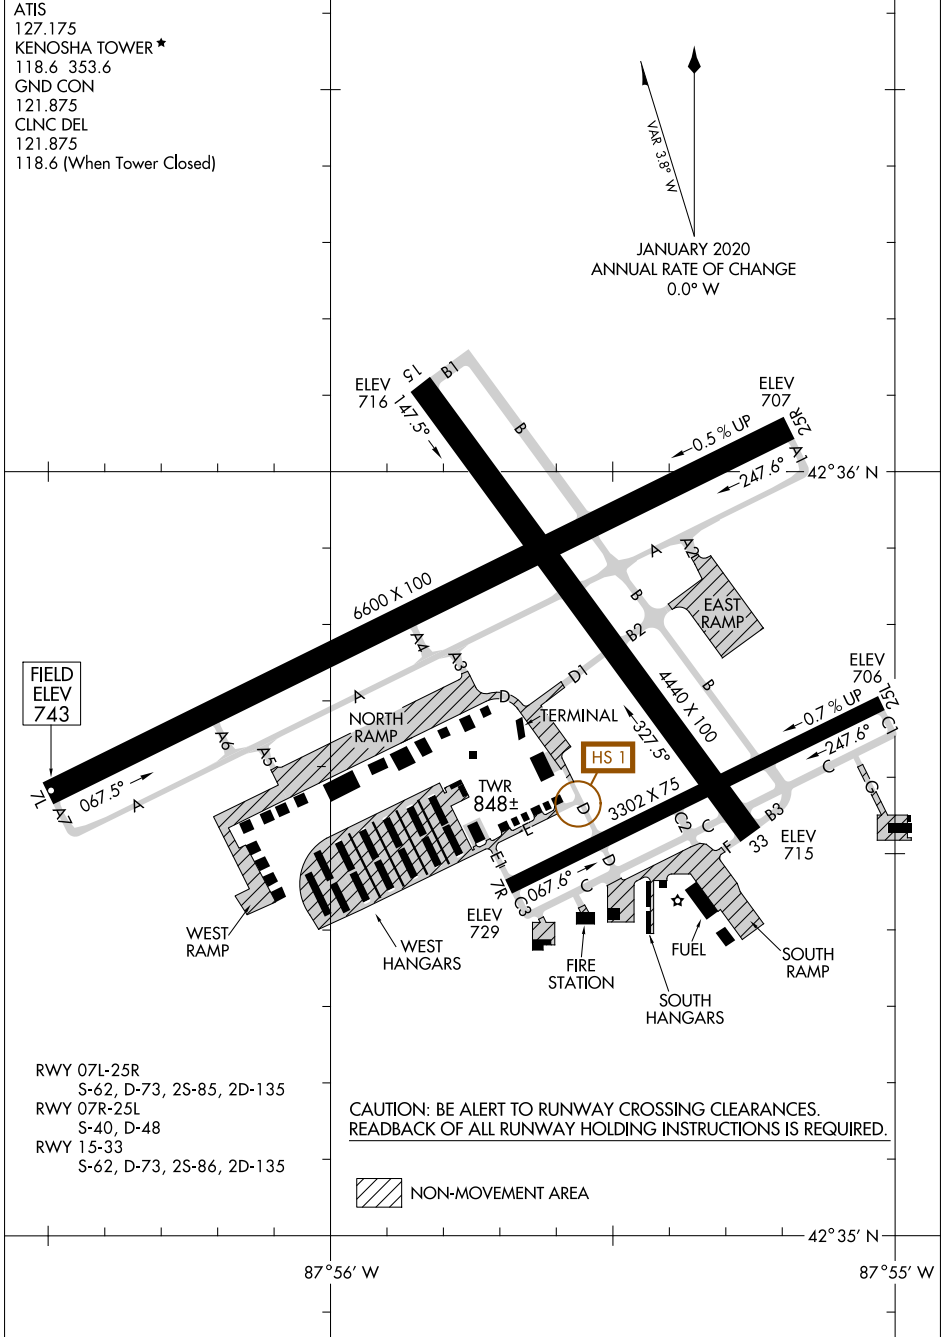 ATIS
127.175
KENOSHA TOWER★
118.6 353.6
GND CON
121.875
CLNC DEL
121.875
118.6 (When Tower Closed)
VAR 3.8° W
JANUARY 2020
ANNUAL RATE OF CHANGE
0.0° W
ELEV
716
15
147.5°
B1
B
ELEV
707
25R
0.5 % UP
247.6°
A1
42°36' N
A
A2
EAST
RAMP
B
B2
6600 X 100
A4
A3
A
D1
D
B
4440 X 100
327.5°
ELEV
706
25L
0.7 % UP
247.6°
C1
FIELD
ELEV
743
A6
A5
NORTH
RAMP
TERMINAL
HS 1
7L
067.5°
A7
A
TWR
848±
3302 X 75
D
C
G
C2
C
B3
E
E1
F
33
ELEV
715
7R
067.6°
D
C
C3
ELEV
729
WEST
RAMP
WEST
HANGARS
FIRE
STATION
FUEL
SOUTH
RAMP
SOUTH
HANGARS
RWY 07L-25R
S-62, D-73, 2S-85, 2D-135
RWY 07R-25L
S-40, D-48
RWY 15-33
S-62, D-73, 2S-86, 2D-135
CAUTION: BE ALERT TO RUNWAY CROSSING CLEARANCES.
READBACK OF ALL RUNWAY HOLDING INSTRUCTIONS IS REQUIRED.
NON-MOVEMENT AREA
42°35' N
87°56' W
87°55' W